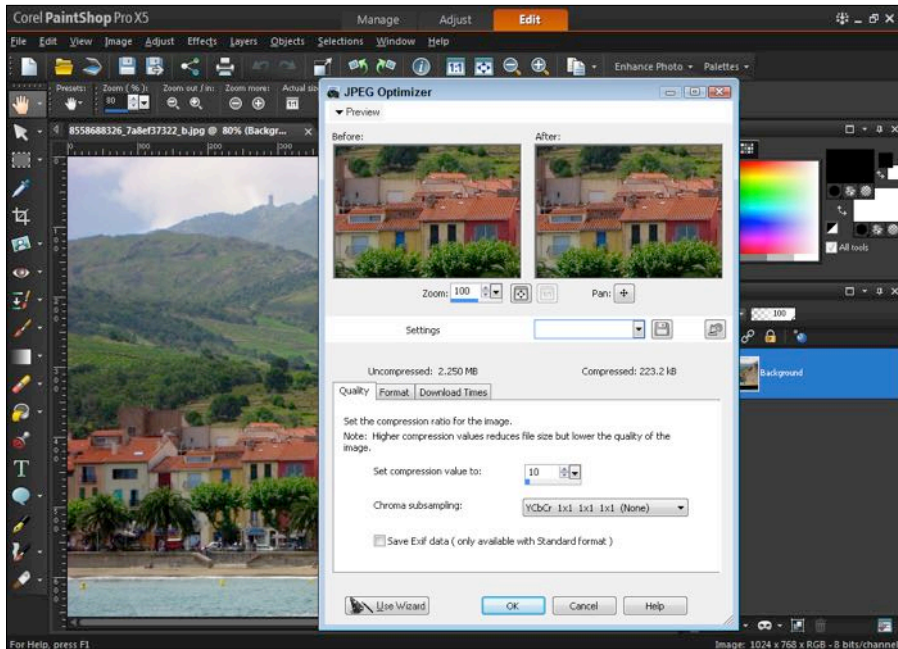 Corel PaintShop Pro X5
Manage Adjust Edit
File Edit View Image Adjust Effects Layers Objects Selections Window Help
Enhance Photo Palettes
Presets: Zoom (%): Zoom out / in: Zoom more: Actual size
80
8558688326_7a8ef37322_b.jpg @ 80% (Backgr...
JPEG Optimizer
Preview
Before: After:
Zoom: 100 Pan:
Settings
Uncompressed: 2.250 MB Compressed: 223.2 kB
Quality Format Download Times
Set the compression ratio for the image.
Note: Higher compression values reduces file size but lower the quality of the
image.
Set compression value to: 10
Chroma subsampling: YCbCr 1x1 1x1 1x1 (None)
Save Exif data ( only available with Standard format )
Use Wizard OK Cancel Help
All tools
100
Background
For Help, press F1
Image: 1024 x 768 x RGB - 8 bits/channel